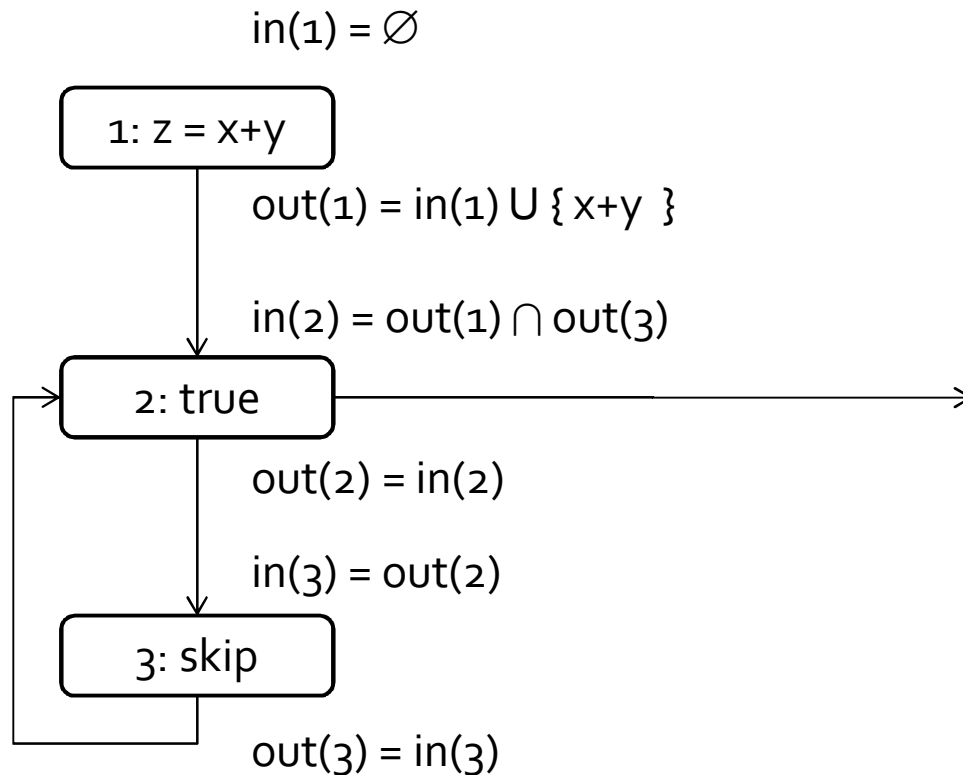 in(1) = ∅
1: z = x+y
out(1) = in(1) U { x+y }
in(2) = out(1) ∩ out(3)
2: true
out(2) = in(2)
in(3) = out(2)
3: skip
out(3) = in(3)